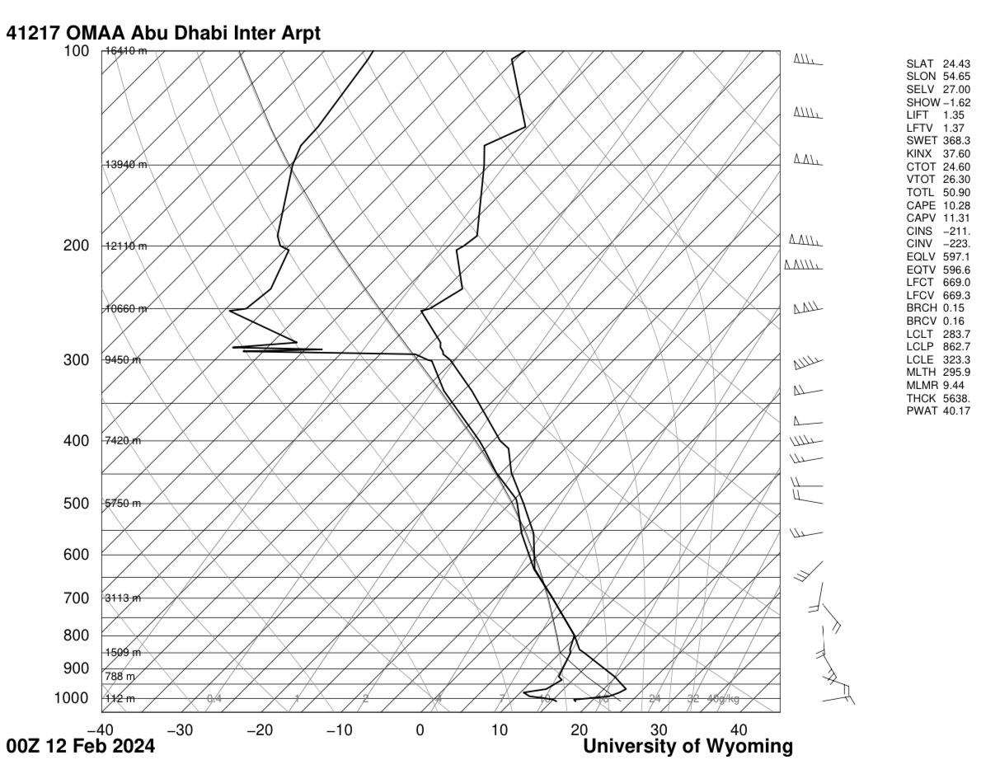 41217 OMAA Abu Dhabi Inter Arpt
100
16410 m
13940 m
200
12110 m
10660 m
300
9450 m
400
7420 m
500
5750 m
600
700
3113 m
800
1509 m
900
788 m
1000
112 m
0.4 1 2 4 7 10 16 24 32 40g/kg
−40 −30 −20 −10 0 10 20 30 40
00Z 12 Feb 2024
University of Wyoming
SLAT 24.43
SLON 54.65
SELV 27.00
SHOW −1.62
LIFT 1.35
LFTV 1.37
SWET 368.3
KINX 37.60
CTOT 24.60
VTOT 26.30
TOTL 50.90
CAPE 10.28
CAPV 11.31
CINS −211.
CINV −223.
EQLV 597.1
EQTV 596.6
LFCT 669.0
LFCV 669.3
BRCH 0.15
BRCV 0.16
LCLT 283.7
LCLP 862.7
LCLE 323.3
MLTH 295.9
MLMR 9.44
THCK 5638.
PWAT 40.17